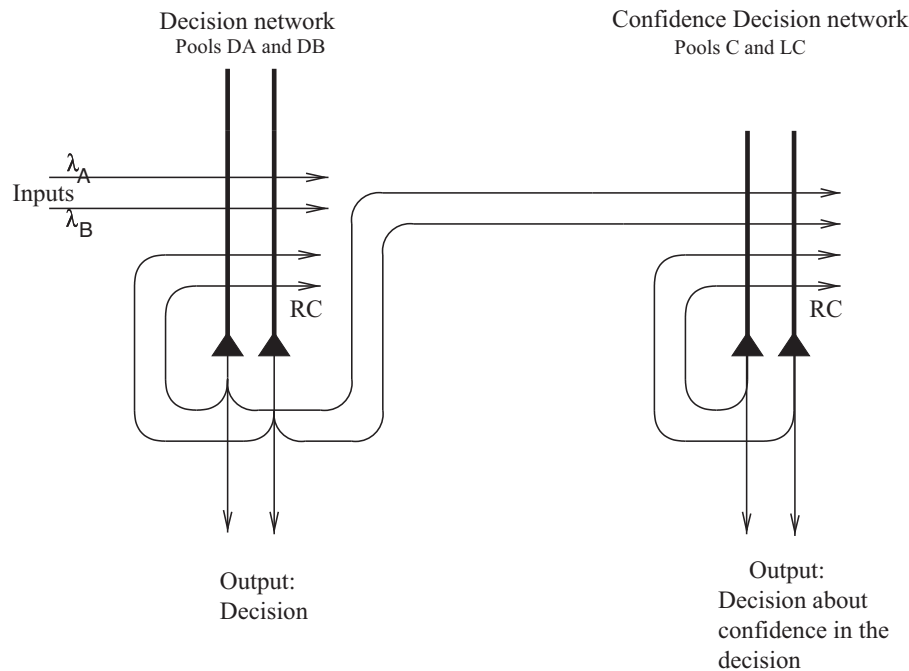 Decision network
Pools DA and DB
Confidence Decision network
Pools C and LC
λA
Inputs
λB
RC
RC
Output:
Decision
Output:
Decision about
confidence in the
decision